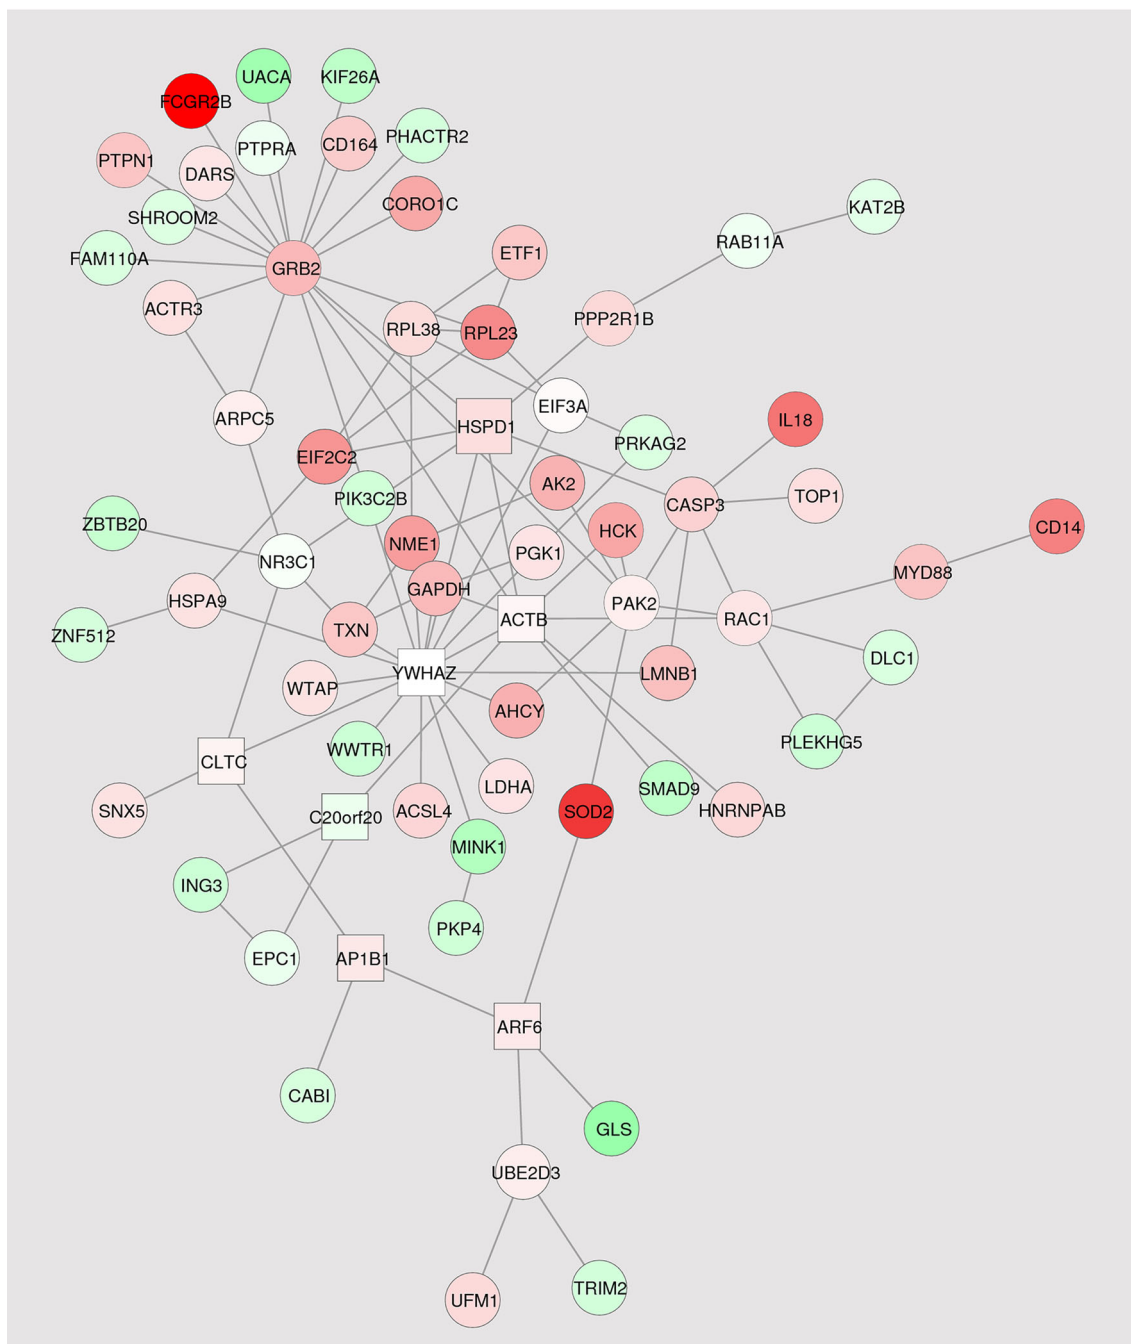 UACA
KIF26A
FCGR2B
PHACTR2
CD164
PTPRA
PTPN1
DARS
CORO1C
KAT2B
SHROOM2
RAB11A
ETF1
FAM110A
GRB2
ACTR3
PPP2R1B
RPL38
RPL23
EIF3A
ARPC5
IL18
HSPD1
PRKAG2
EIF2C2
AK2
TOP1
PIK3C2B
CASP3
ZBTB20
CD14
HCK
NME1
PGK1
NR3C1
MYD88
GAPDH
HSPA9
PAK2
ACTB
RAC1
TXN
ZNF512
DLC1
YWHAZ
LMNB1
WTAP
AHCY
PLEKHG5
WWTR1
CLTC
LDHA
SMAD9
SNX5
ACSL4
SOD2
HNRNPAB
C20orf20
MINK1
ING3
PKP4
EPC1
AP1B1
ARF6
CABI
GLS
UBE2D3
TRIM2
UFM1